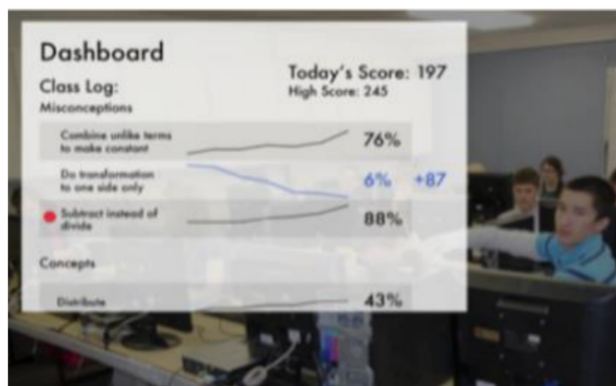 Dashboard
Today's Score: 197
High Score: 245
Class Log:
Misconceptions
Combine unlike terms
to make constant
76%
Do transformation
to one side only
6% +87
Subtract instead of
divide
88%
Concepts
Distribute
43%